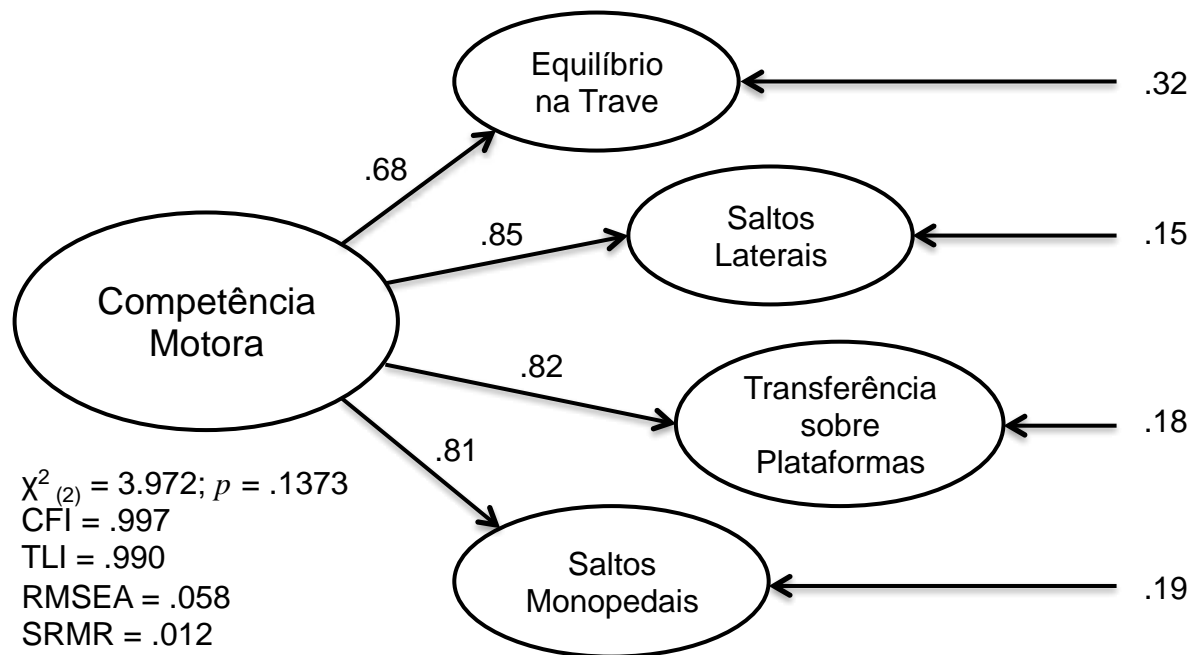 Equilíbrio
na Trave
.32
.68
Saltos
Laterais
.85
.15
Competência
Motora
.82
Transferência
sobre
Plataformas
.18
.81
χ² (2) = 3.972; p = .1373
CFI = .997
TLI = .990
RMSEA = .058
SRMR = .012
Saltos
Monopedais
.19